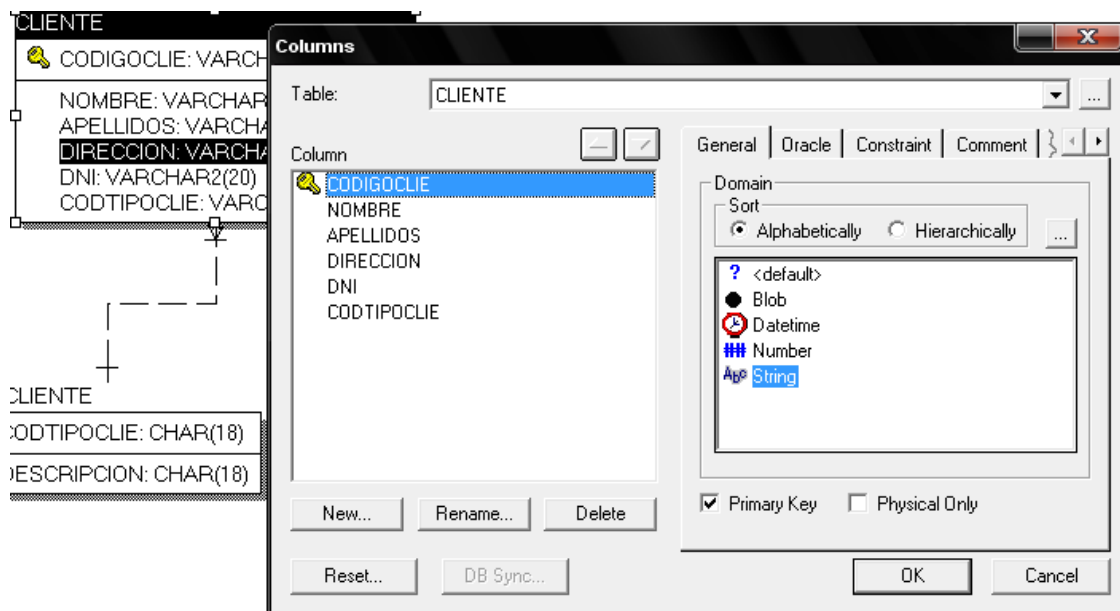 CLIENTE
CODIGOCLIE: VARCH
NOMBRE: VARCHAR
APELLIDOS: VARCHA
DIRECCION: VARCHA
DNI: VARCHAR2(20)
CODTIPOCLIE: VARC
CLIENTE
CODTIPOCLIE: CHAR(18)
DESCRIPCION: CHAR(18)
Columns
Table: CLIENTE ...
Column
CODIGOCLIE
NOMBRE
APELLIDOS
DIRECCION
DNI
CODTIPOCLIE
New... Rename... Delete
Reset... DB Sync...
General Oracle Constraint Comment
Domain
Sort
Alphabetically Hierarchically ...
? <default>
Blob
Datetime
## Number
Abc String
Primary Key Physical Only
OK Cancel